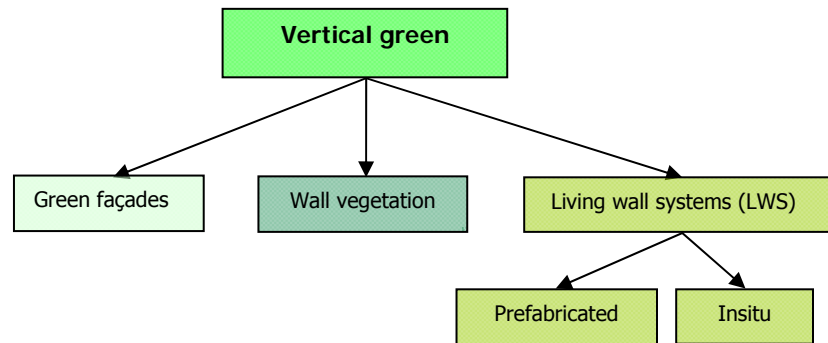 Vertical green
Green façades
Wall vegetation
Living wall systems (LWS)
Prefabricated
Insitu